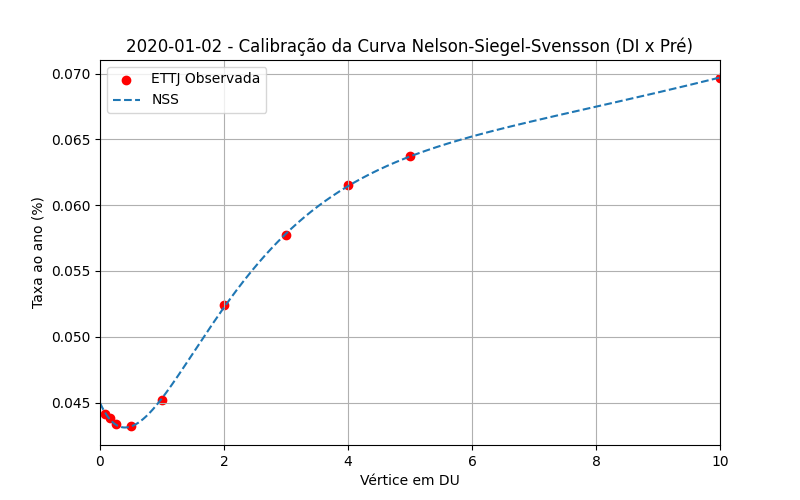 2020-01-02 - Calibração da Curva Nelson-Siegel-Svensson (DI x Pré)
ETTJ Observada
NSS
Taxa ao ano (%)
0.070
0.065
0.060
0.055
0.050
0.045
0 2 4 6 8 10
Vértice em DU